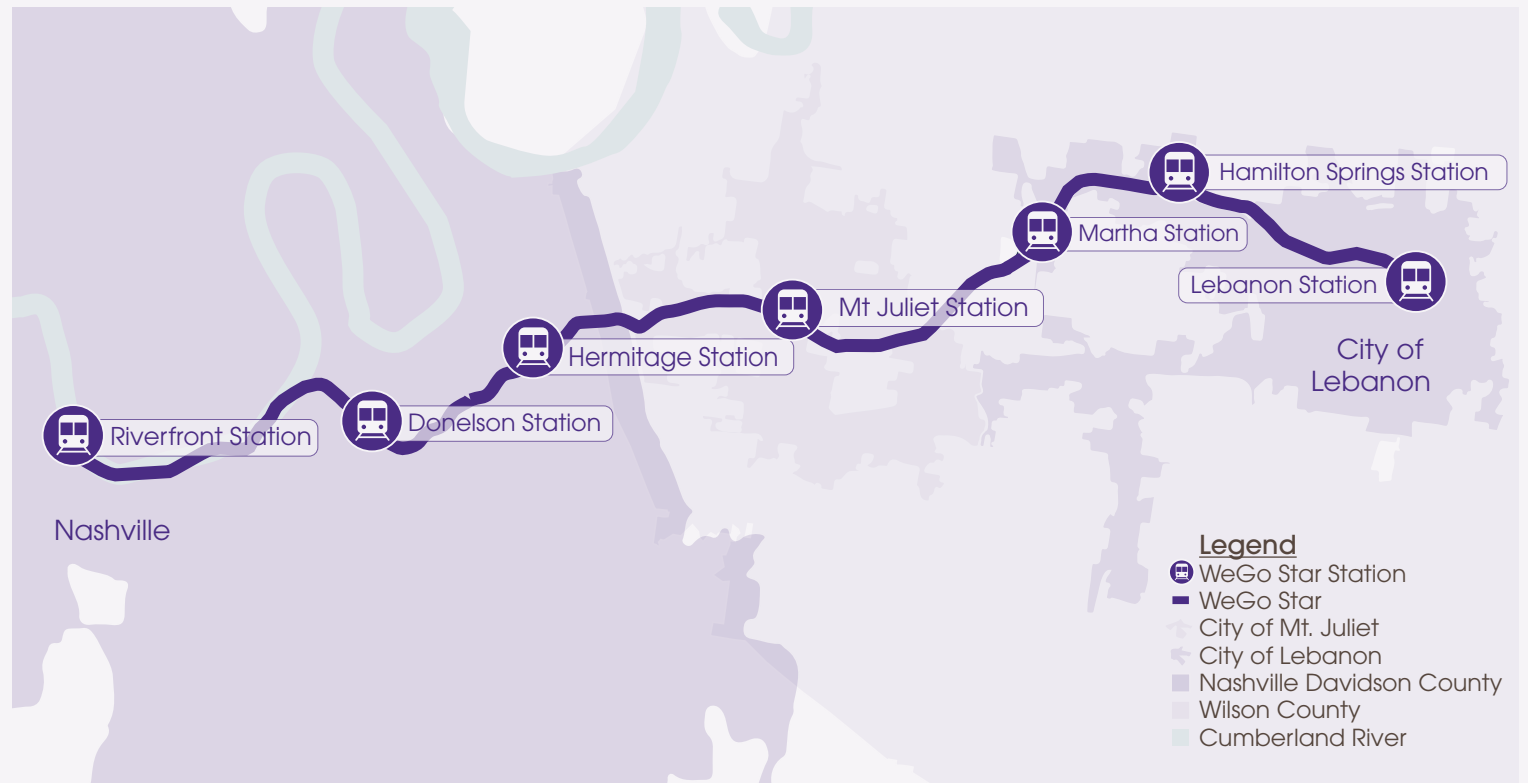 Hamilton Springs Station
Martha Station
Lebanon Station
Mt Juliet Station
Hermitage Station
Donelson Station
Riverfront Station
City of
Lebanon
Nashville
Legend
WeGo Star Station
WeGo Star
City of Mt. Juliet
City of Lebanon
Nashville Davidson County
Wilson County
Cumberland River